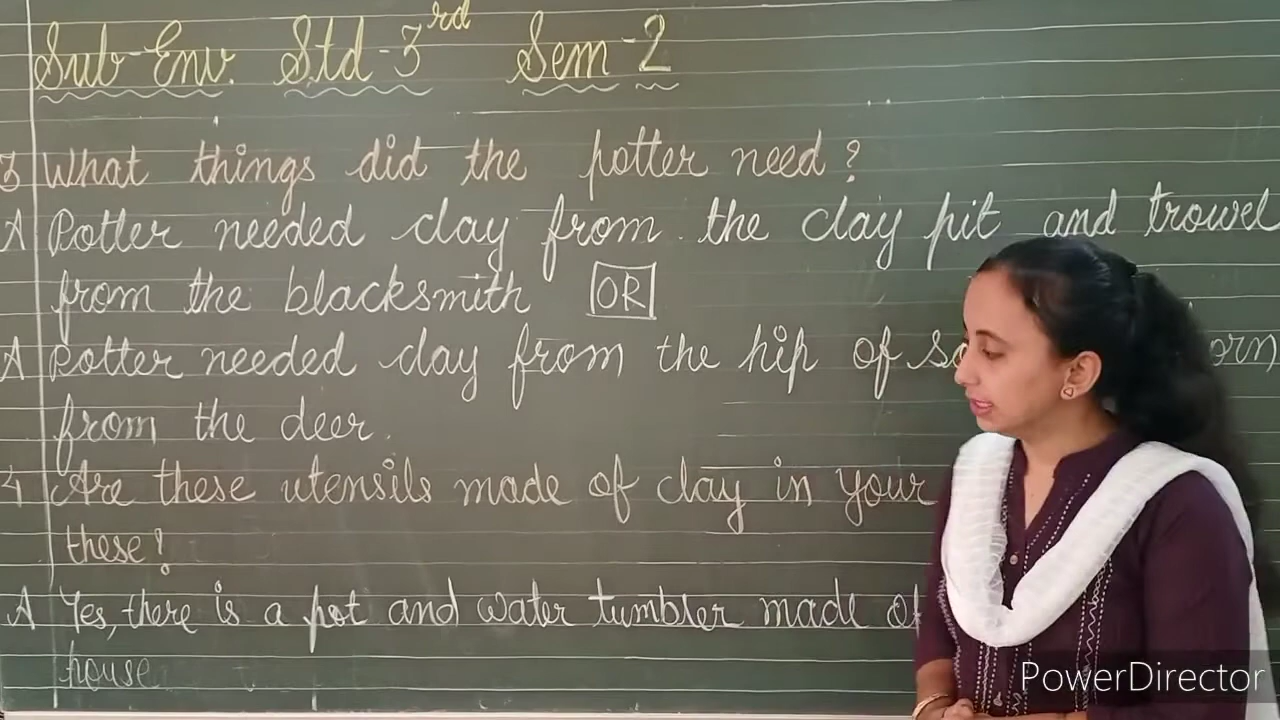 Sub-Env. Std-3rd Sem-2
3 What things did the potter need?
A Potter needed clay from the clay pit and trowel
from the blacksmith OR
A Potter needed clay from the hip of
from the deer.
4 Are these utensils made of clay in your
these?
A Yes, there is a pot and water tumbler made of
house
PowerDirector